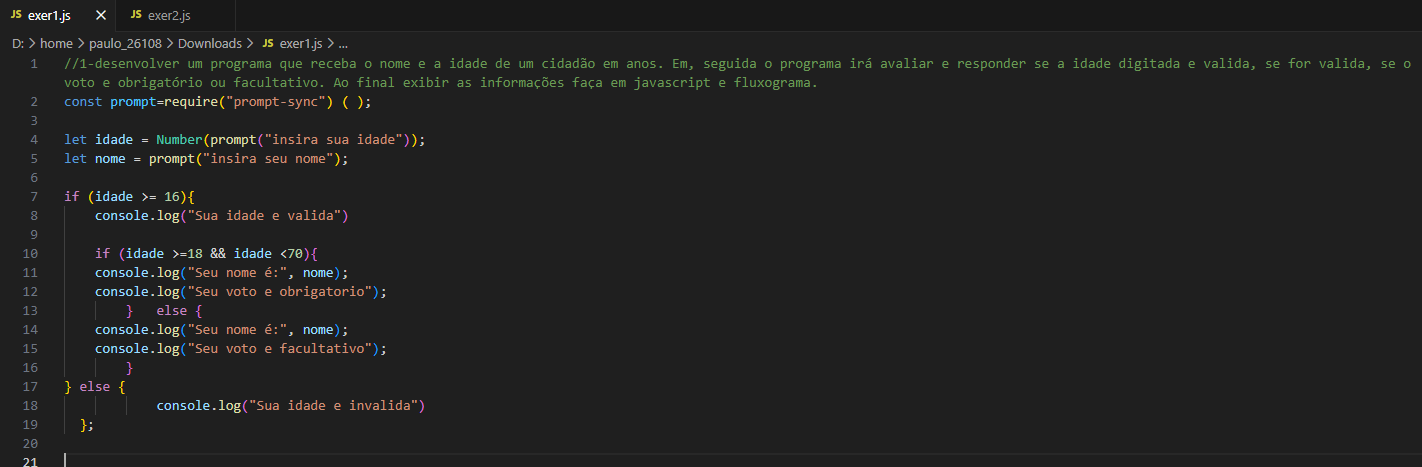 JS exer1.js × JS exer2.js
D: > home > paulo_26108 > Downloads > JS exer1.js > ...
1 //1-desenvolver um programa que receba o nome e a idade de um cidadão em anos. Em, seguida o programa irá avaliar e responder se a idade digitada e valida, se for valida, se o
voto e obrigatório ou facultativo. Ao final exibir as informações faça em javascript e fluxograma.
2 const prompt=require("prompt-sync") ( );
3
4 let idade = Number(prompt("insira sua idade"));
5 let nome = prompt("insira seu nome");
6
7 if (idade >= 16){
8     console.log("Sua idade e valida")
9
10     if (idade >=18 && idade <70){
11     console.log("Seu nome é:", nome);
12     console.log("Seu voto e obrigatorio");
13         }   else {
14     console.log("Seu nome é:", nome);
15     console.log("Seu voto e facultativo");
16         }
17 } else {
18             console.log("Sua idade e invalida")
19   };
20
21